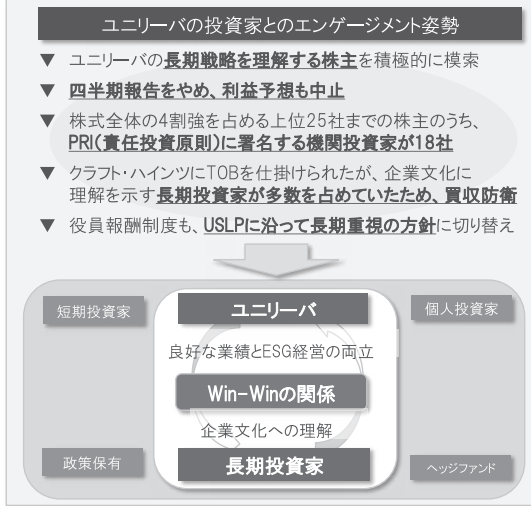 ユニリーバの投資家とのエンゲージメント姿勢
▼ ユニリーバの長期戦略を理解する株主を積極的に模索
▼ 四半期報告をやめ、利益予想も中止
▼ 株式全体の4割強を占める上位25社までの株主のうち、
PRI(責任投資原則)に署名する機関投資家が18社
▼ クラフト・ハインツにTOBを仕掛けられたが、企業文化に
理解を示す長期投資家が多数を占めていたため、買収防衛
▼ 役員報酬制度も、USLPに沿って長期重視の方針に切り替え
短期投資家
ユニリーバ
個人投資家
良好な業績とESG経営の両立
Win-Winの関係
企業文化への理解
政策保有
長期投資家
ヘッジファンド